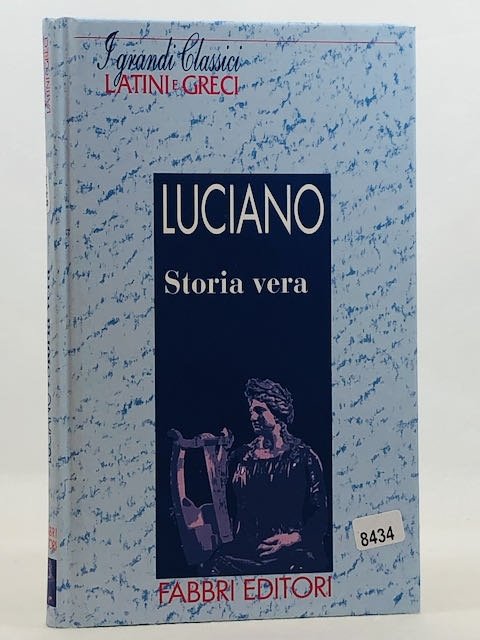 I grandi Classici
LATINI E GRECI
LUCIANO
Storia vera
8434
FABBRI EDITORI